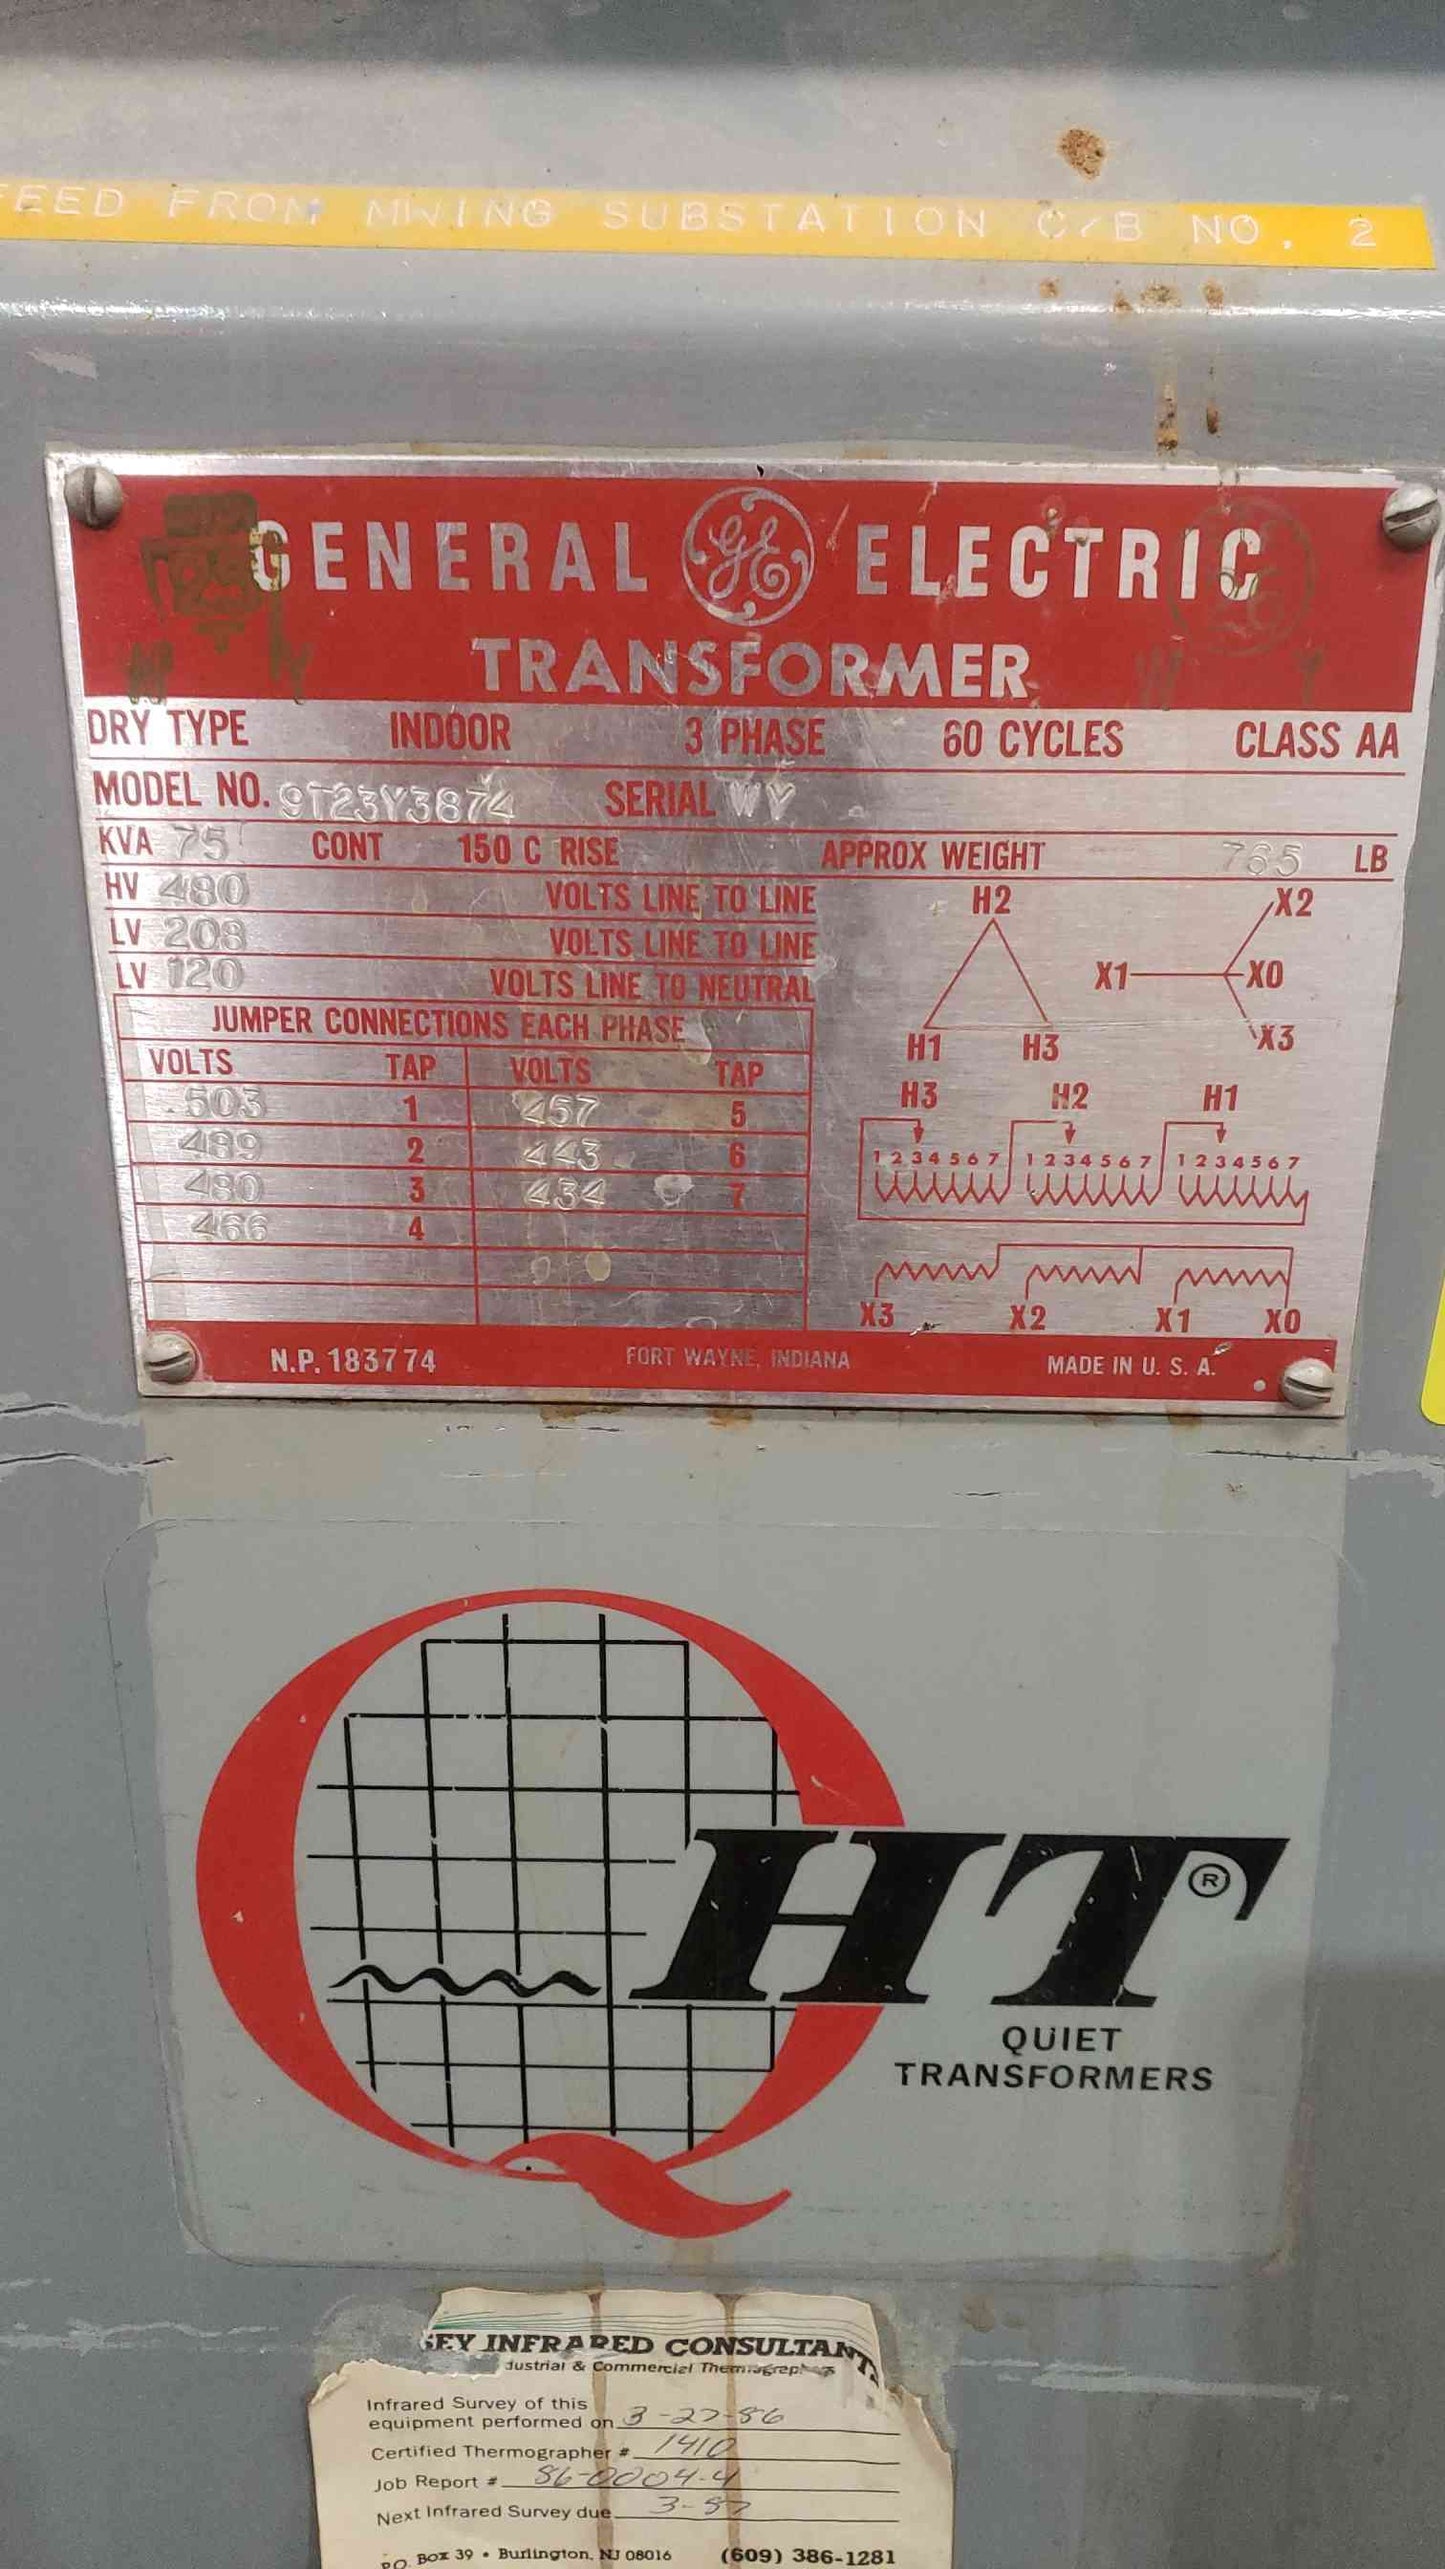 FEED FROM MWING SUBSTATION C/B NO. 2
GENERAL GE ELECTRIC
TRANSFORMER
DRY TYPE INDOOR 3 PHASE 60 CYCLES CLASS AA
MODEL NO. 9T23Y3874 SERIAL WY
KVA 75 CONT 150 C RISE APPROX WEIGHT 765 LB
HV 480 VOLTS LINE TO LINE
LV 208 VOLTS LINE TO LINE
LV 120 VOLTS LINE TO NEUTRAL
JUMPER CONNECTIONS EACH PHASE
VOLTS TAP VOLTS TAP
503 1 457 5
489 2 443 6
480 3 434 7
466 4
H2 X2
X1 X0
H1 H3 X3
H3 H2 H1
1 2 3 4 5 6 7 1 2 3 4 5 6 7 1 2 3 4 5 6 7
X3 X2 X1 X0
N.P. 183774 FORT WAYNE, INDIANA MADE IN U. S. A.
QHT®
QUIET
TRANSFORMERS
SEY INFRARED CONSULTANTS
dustrial & Commercial Thermographers
Infrared Survey of this
equipment performed on 3-27-86
Certified Thermographer # 1410
Job Report # 86-0004-4
Next Infrared Survey due 3-87
P.O. Box 39 • Burlington, NJ 08016 (609) 386-1281